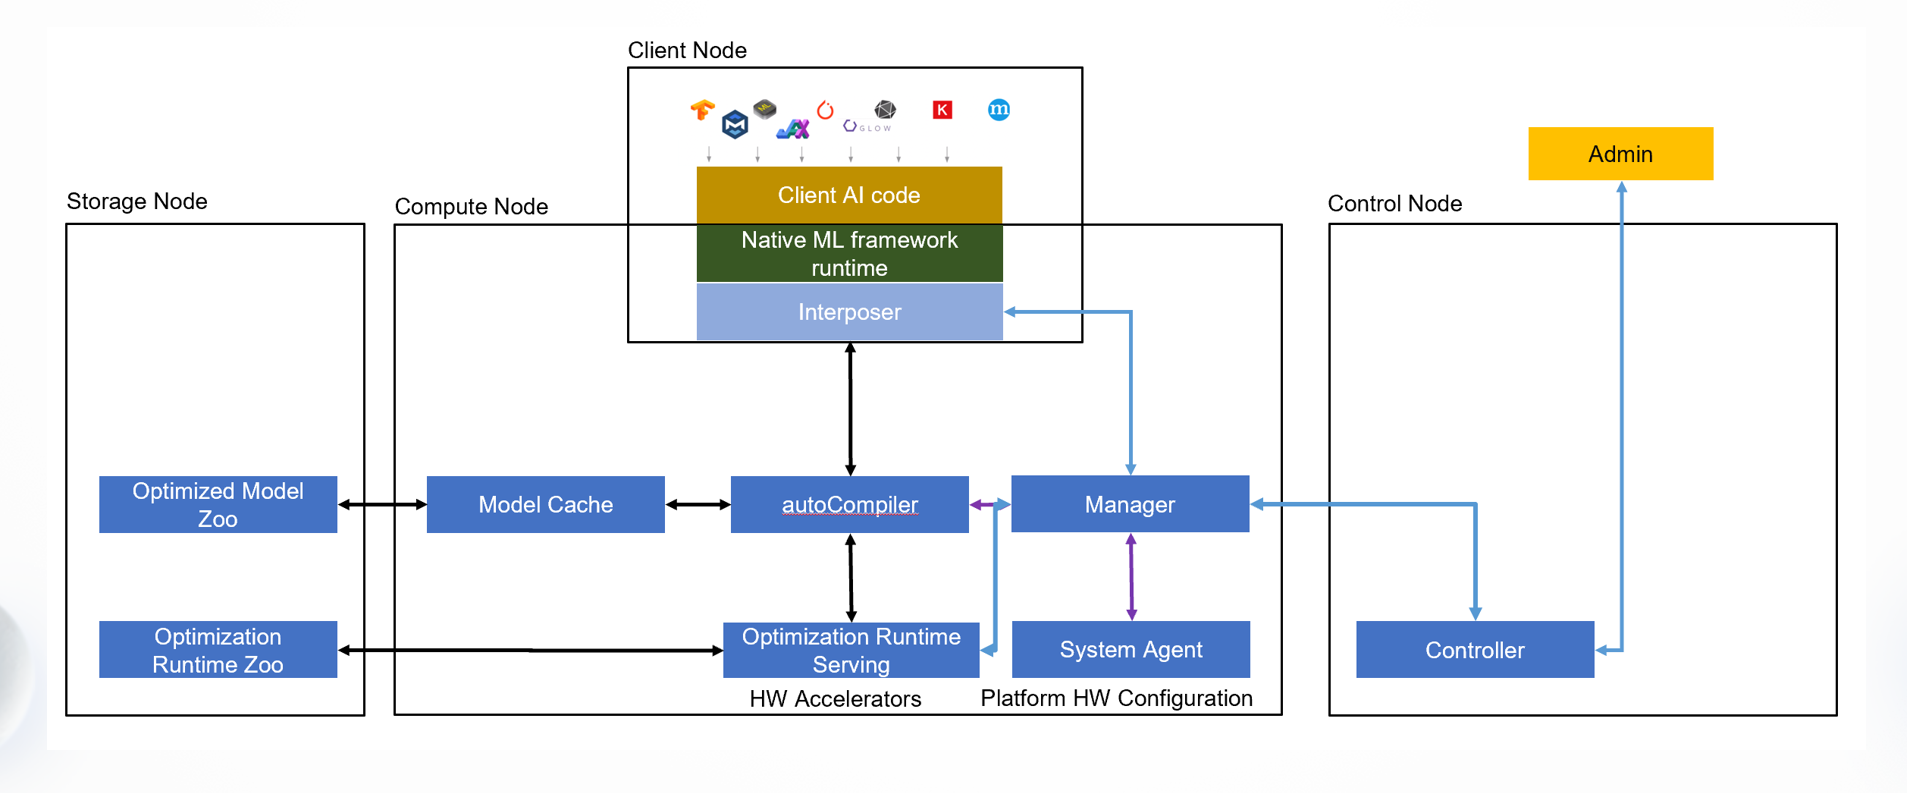 Client Node
ML
JAX
GLOW
K
m
Client AI code
Admin
Storage Node
Compute Node
Control Node
Native ML framework
runtime
Interposer
Optimized Model
Zoo
Model Cache
autoCompiler
Manager
Optimization
Runtime Zoo
Optimization Runtime
Serving
System Agent
Controller
HW Accelerators
Platform HW Configuration